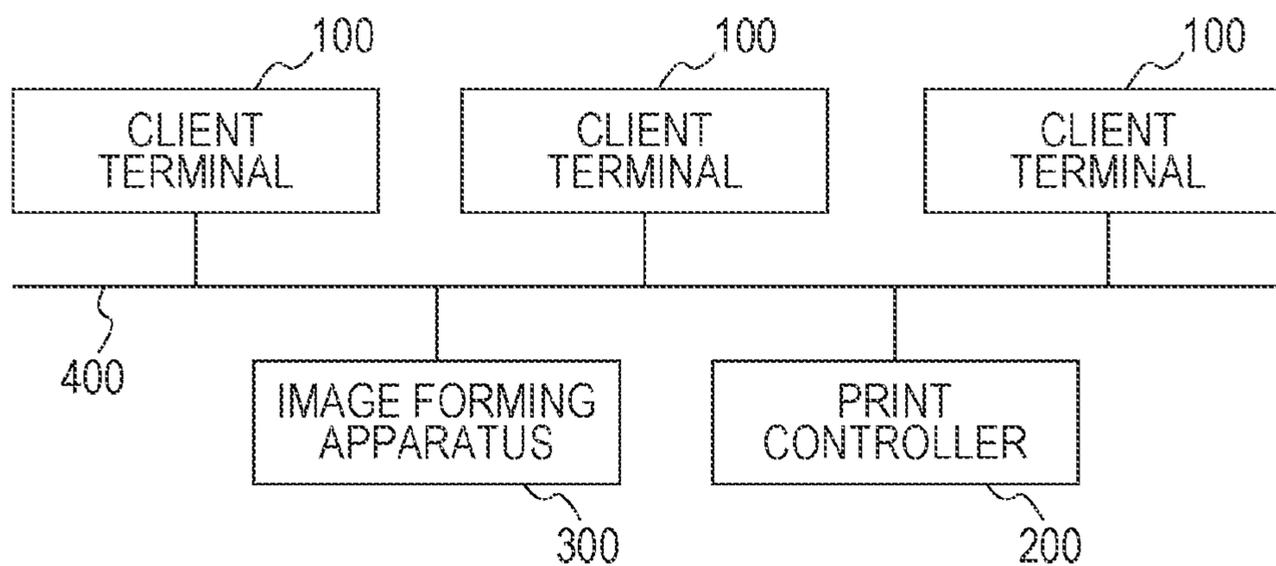 100
100
100
CLIENT
TERMINAL
CLIENT
TERMINAL
CLIENT
TERMINAL
400
IMAGE FORMING
APPARATUS
PRINT
CONTROLLER
300
200